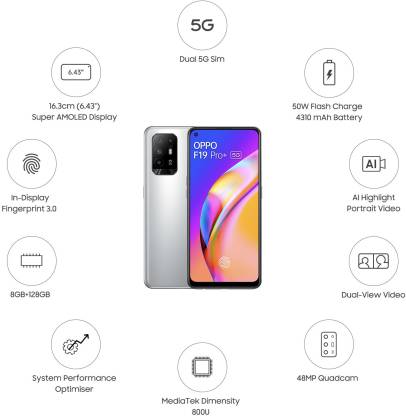 5G
Dual 5G Sim
6.43"
16.3cm (6.43")
Super AMOLED Display
50W Flash Charge
4310 mAh Battery
OPPO
F19 Pro+ 5G
In-Display
Fingerprint 3.0
AI
AI Highlight
Portrait Video
8GB+128GB
Dual-View Video
System Performance
Optimiser
MediaTek Dimensity
800U
48MP Quadcam